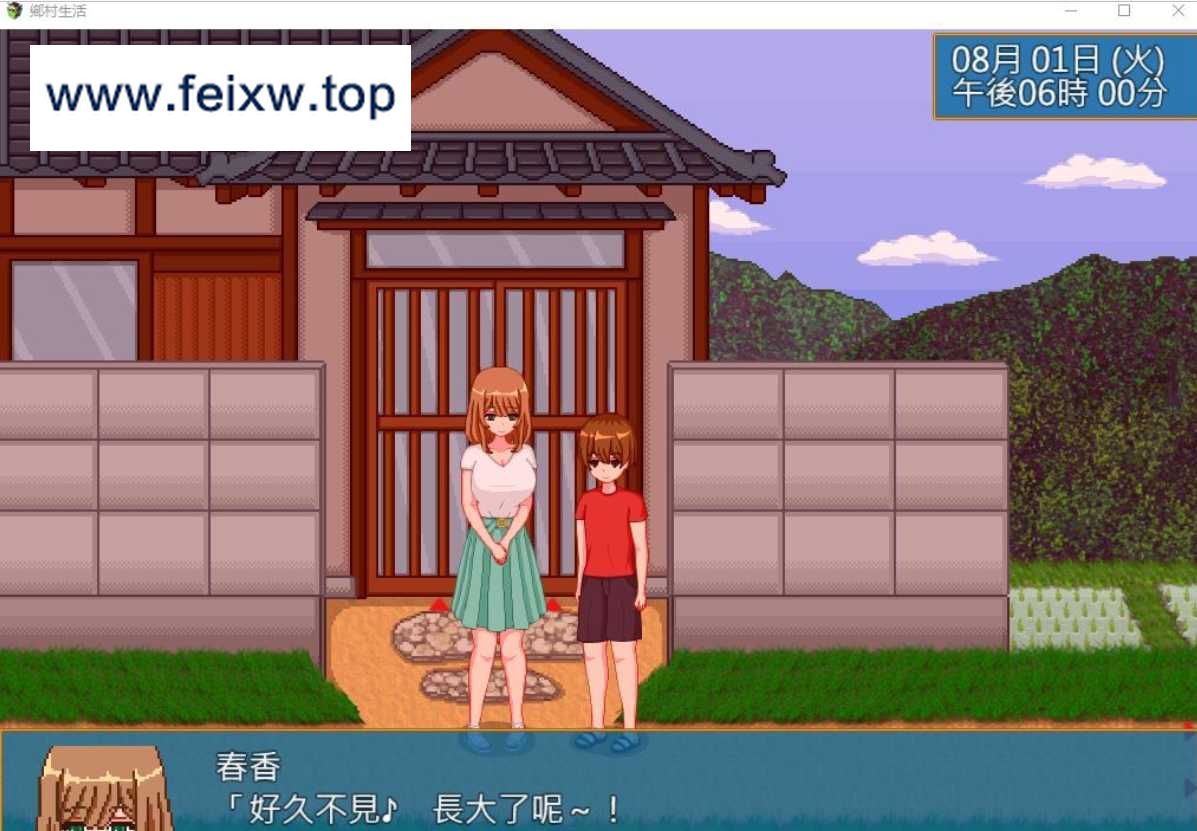 鄉村生活
www.feixw.top
08月 01日 (火)
午後06時 00分
春香
「好久不見♪　長大了呢～！